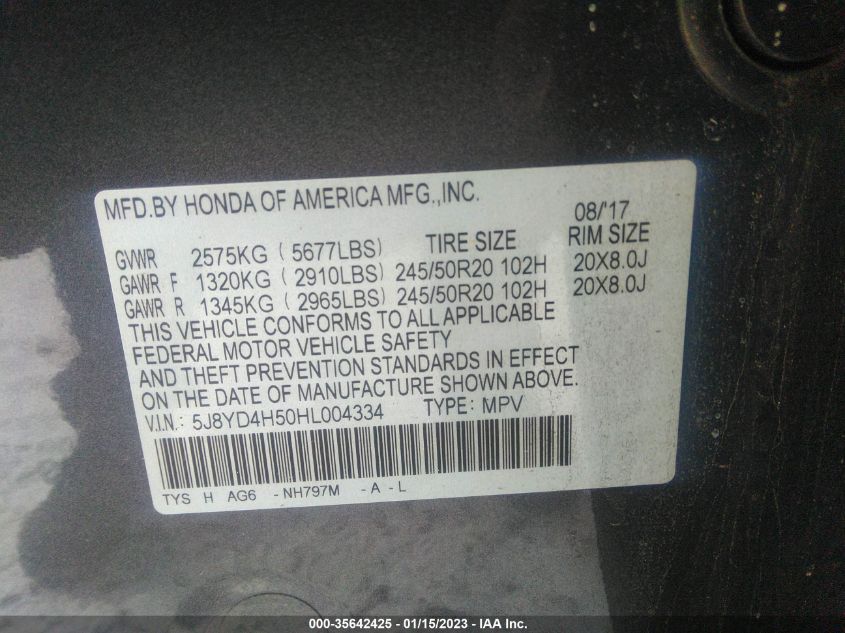 MFD.BY HONDA OF AMERICA MFG.,INC.
08/'17
GVWR 2575KG ( 5677LBS) TIRE SIZE RIM SIZE
GAWR F 1320KG ( 2910LBS) 245/50R20 102H 20X8.0J
GAWR R 1345KG ( 2965LBS) 245/50R20 102H 20X8.0J
THIS VEHICLE CONFORMS TO ALL APPLICABLE
FEDERAL MOTOR VEHICLE SAFETY
AND THEFT PREVENTION STANDARDS IN EFFECT
ON THE DATE OF MANUFACTURE SHOWN ABOVE.
V.I.N.: 5J8YD4H50HL004334 TYPE: MPV
TYS H AG6 -NH797M -A -L
000-35642425 - 01/15/2023 - IAA Inc.